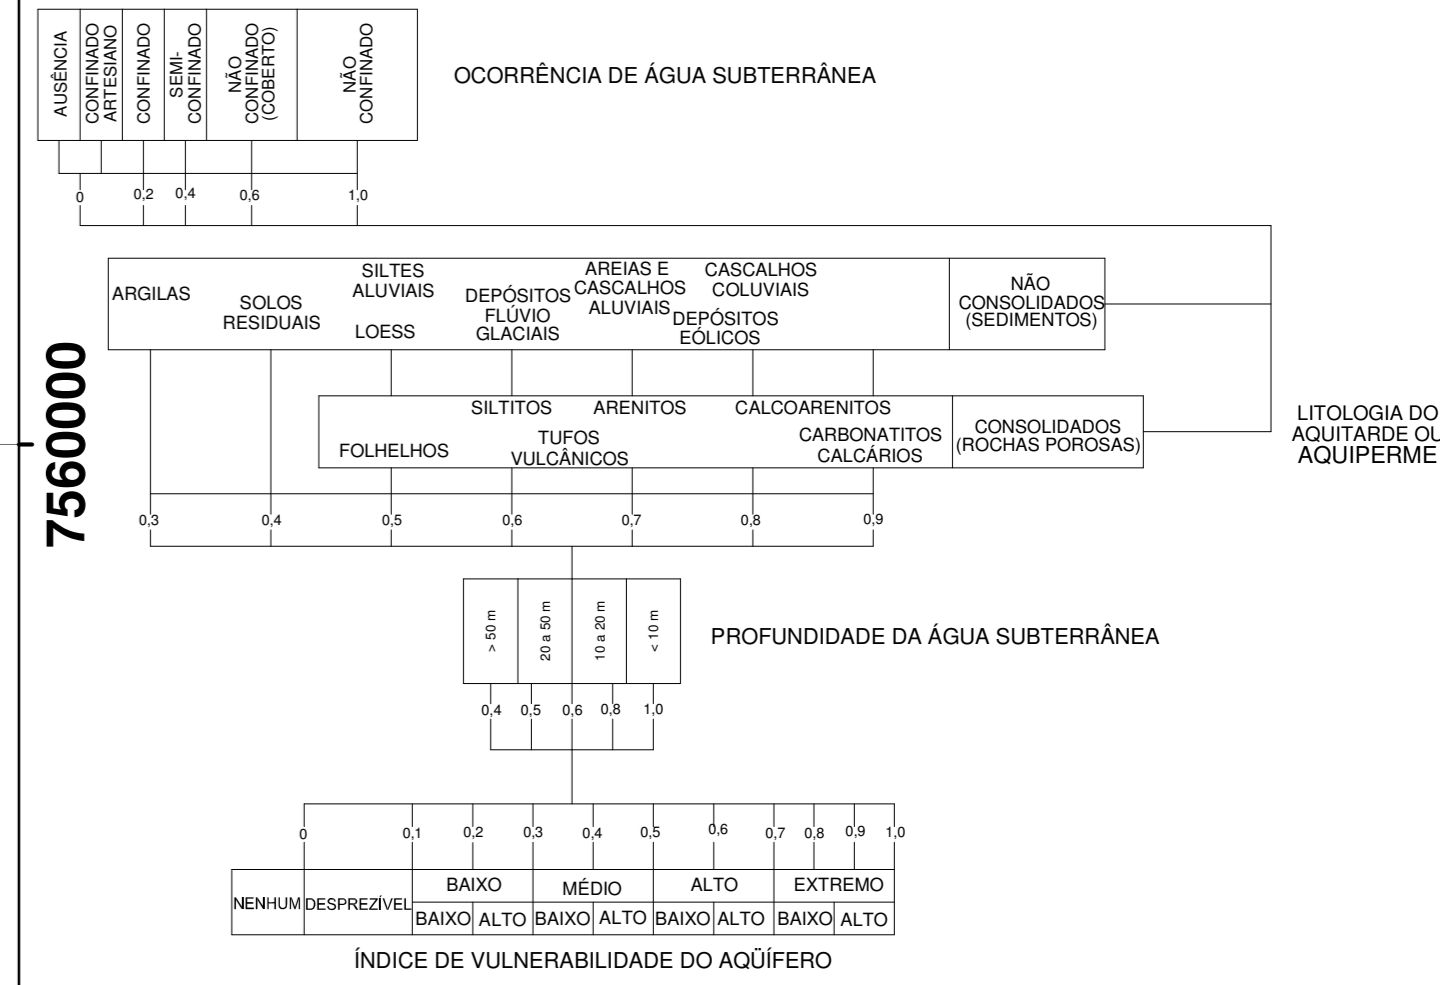 AUSÊNCIA
CONFINADO
ARTESIANO
CONFINADO
SEMI-
CONFINADO
NÃO
CONFINADO
(COBERTO)
NÃO
CONFINADO
OCORRÊNCIA DE ÁGUA SUBTERRÂNEA
0 0,2 0,4 0,6 1,0
ARGILAS
SOLOS
RESIDUAIS
SILTES
ALUVIAIS
LOESS
DEPÓSITOS
FLÚVIO
GLACIAIS
AREIAS E
CASCALHOS
ALUVIAIS
CASCALHOS
COLUVIAIS
DEPÓSITOS
EÓLICOS
NÃO
CONSOLIDADOS
(SEDIMENTOS)
7560000
SILTITOS
ARENITOS
CALCOARENITOS
FOLHELHOS
TUFOS
VULCÂNICOS
CARBONATITOS
CALCÁRIOS
CONSOLIDADOS
(ROCHAS POROSAS)
LITOLOGIA DO
AQUITARDE OU
AQUIPERME
0,3 0,4 0,5 0,6 0,7 0,8 0,9
> 50 m
20 a 50 m
10 a 20 m
< 10 m
PROFUNDIDADE DA ÁGUA SUBTERRÂNEA
0,4 0,5 0,6 0,8 1,0
0 0,1 0,2 0,3 0,4 0,5 0,6 0,7 0,8 0,9 1,0
NENHUM DESPREZÍVEL
BAIXO MÉDIO ALTO EXTREMO
BAIXO ALTO BAIXO ALTO BAIXO ALTO BAIXO ALTO
ÍNDICE DE VULNERABILIDADE DO AQÜÍFERO